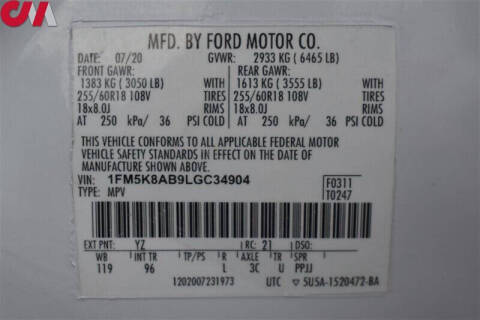 CM
MFD. BY FORD MOTOR CO.
DATE: 07/20 GVWR: 2933 KG ( 6465 LB)
FRONT GAWR: REAR GAWR:
1383 KG ( 3050 LB) WITH 1613 KG ( 3555 LB) WITH
255/60R18 108V TIRES 255/60R18 108V TIRES
18x8.0J RIMS 18x8.0J RIMS
AT 250 kPa/ 36 PSI COLD AT 250 kPa/ 36 PSI COLD
THIS VEHICLE CONFORMS TO ALL APPLICABLE FEDERAL MOTOR
VEHICLE SAFETY STANDARDS IN EFFECT ON THE DATE OF
MANUFACTURE SHOWN ABOVE.
VIN: 1FM5K8AB9LGC34904 F0311
TYPE: MPV T0247
EXT PNT: YZ RC: 21 DSO:
WB INT TR TP/PS R AXLE TR SPR
119 96 L 3C U PPJJ
1202007231973 UTC 5U5A-1520472-BA